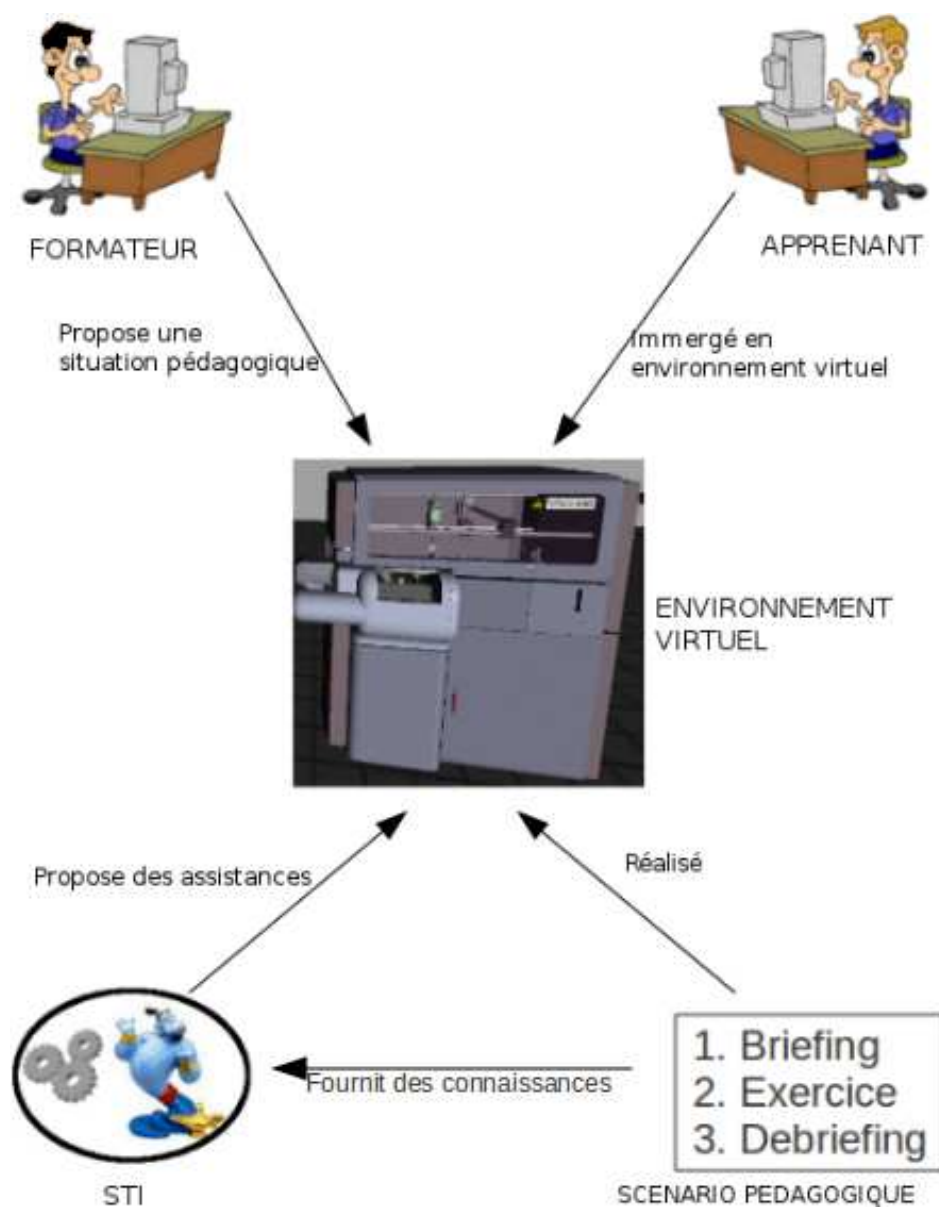 FORMATEUR
APPRENANT
Propose une
situation pédagogique
Immergé en
environnement virtuel
ENVIRONNEMENT
VIRTUEL
Propose des assistances
Réalisé
1. Briefing
2. Exercice
3. Debriefing
Fournit des connaissances
STI
SCENARIO PEDAGOGIQUE